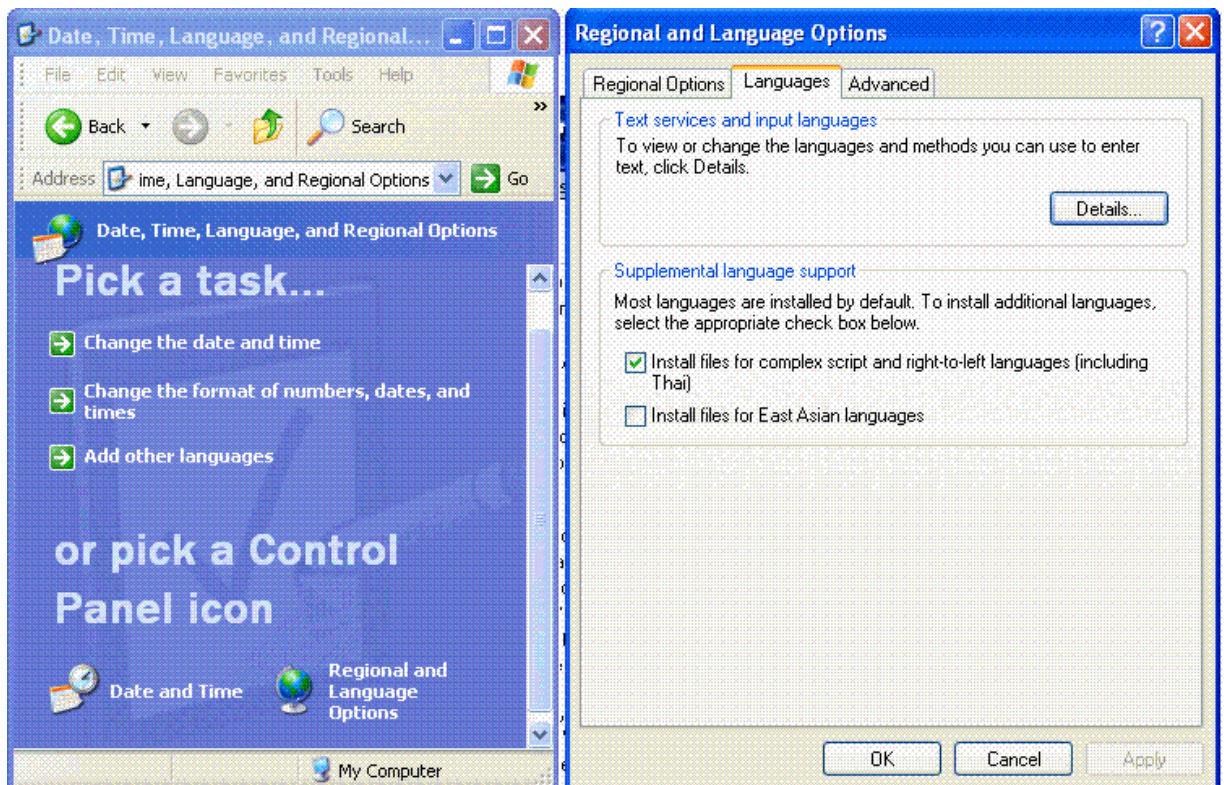 Date, Time, Language, and Regional...
File Edit View Favorites Tools Help
Back
Search
»
Address ime, Language, and Regional Options Go
Date, Time, Language, and Regional Options
Pick a task...
Change the date and time
Change the format of numbers, dates, and
times
Add other languages
or pick a Control
Panel icon
Date and Time
Regional and
Language
Options
My Computer
Regional and Language Options
?
Regional Options Languages Advanced
Text services and input languages
To view or change the languages and methods you can use to enter
text, click Details.
Details...
Supplemental language support
Most languages are installed by default. To install additional languages,
select the appropriate check box below.
Install files for complex script and right-to-left languages (including
Thai)
Install files for East Asian languages
OK Cancel Apply